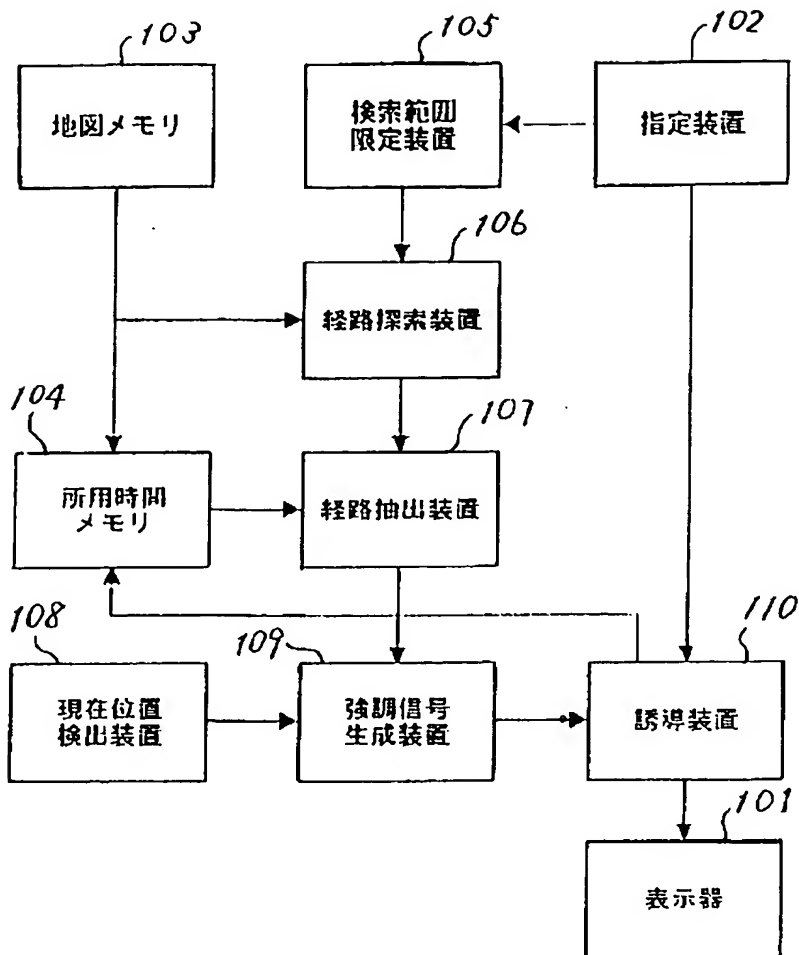 103
105
102
地図メモリ
検索範囲
限定装置
指定装置
106
経路探索装置
104
107
所用時間
メモリ
経路抽出装置
108
109
110
現在位置
検出装置
強調信号
生成装置
誘導装置
101
表示器